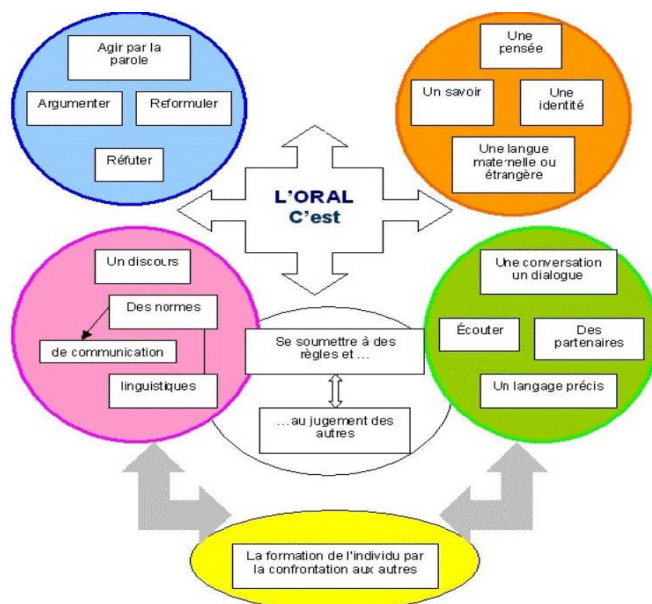 Agir par la
parole
Argumenter
Reformuler
Réfuter
Une
pensée
Un savoir
Une
identité
Une langue
maternelle ou
étrangère
L'ORAL
C'est
Un discours
Des normes
de communication
linguistiques
Se soumettre à des
règles et ...
...au jugement des
autres
Une conversation
un dialogue
Écouter
Des
partenaires
Un langage précis
La formation de l'individu par
la confrontation aux autres